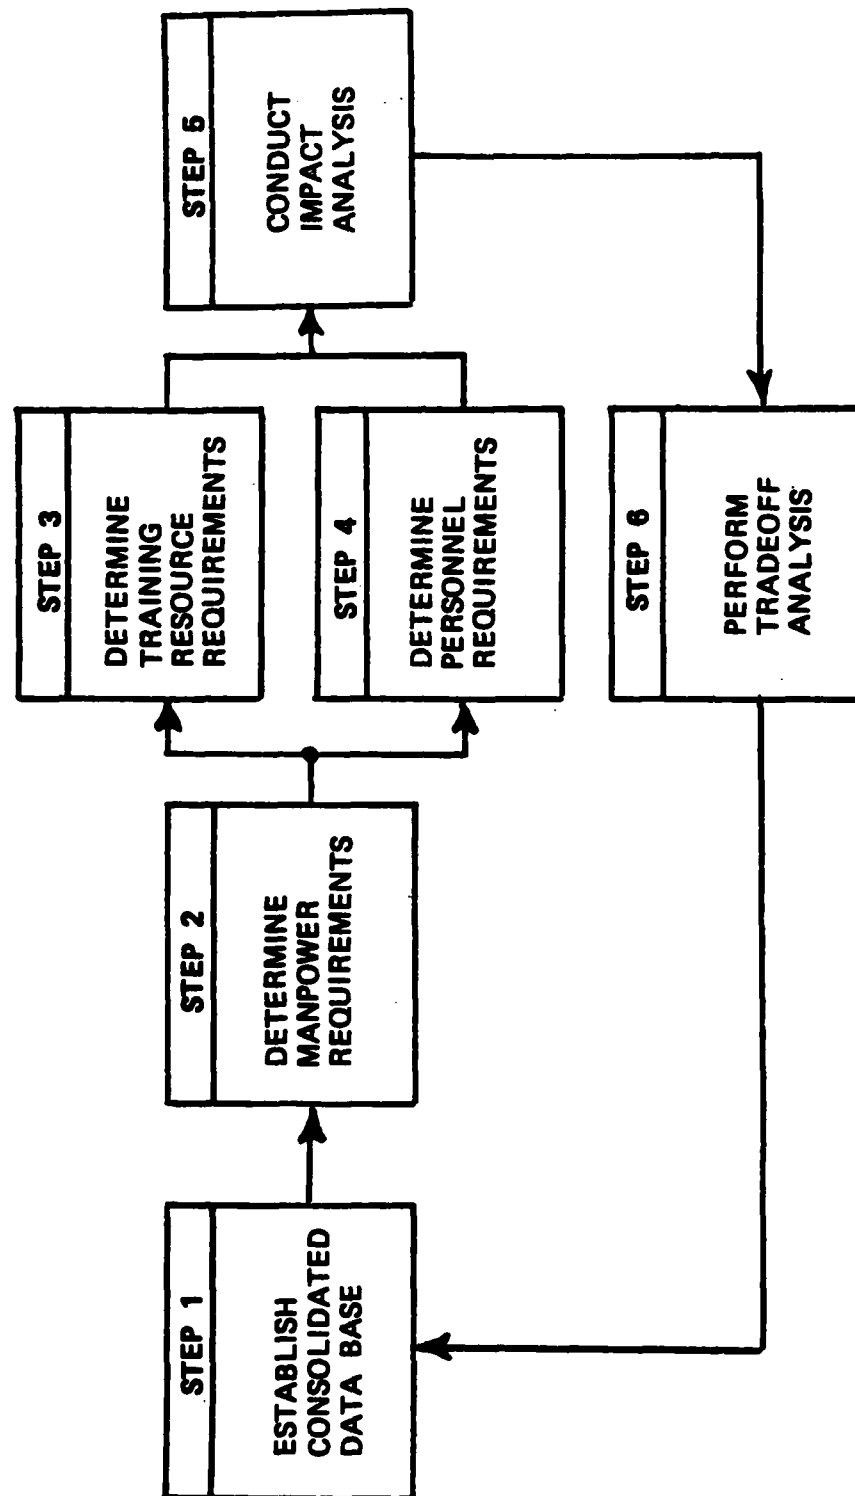 STEP 1
ESTABLISH
CONSOLIDATED
DATA BASE
STEP 2
DETERMINE
MANPOWER
REQUIREMENTS
STEP 3
DETERMINE
TRAINING
RESOURCE
REQUIREMENTS
STEP 4
DETERMINE
PERSONNEL
REQUIREMENTS
STEP 5
CONDUCT
IMPACT
ANALYSIS
STEP 6
PERFORM
TRADEOFF
ANALYSIS